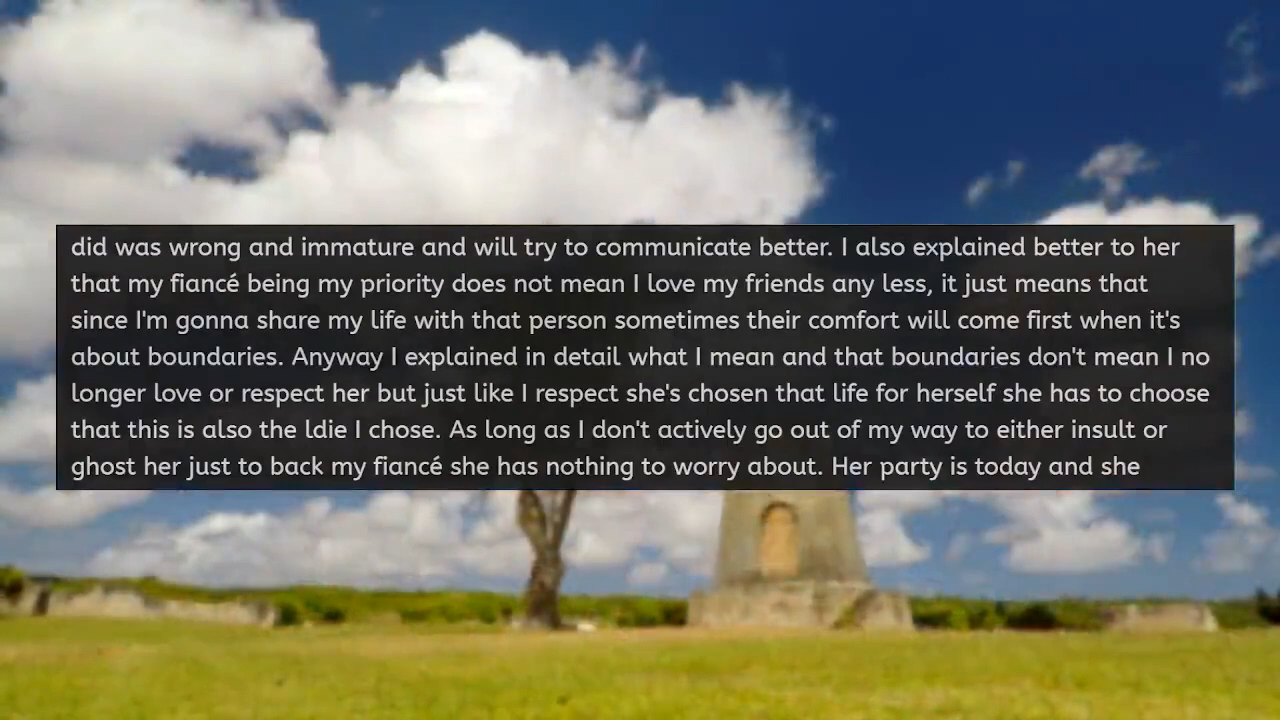 did was wrong and immature and will try to communicate better. I also explained better to her
that my fiancé being my priority does not mean I love my friends any less, it just means that
since I'm gonna share my life with that person sometimes their comfort will come first when it's
about boundaries. Anyway I explained in detail what I mean and that boundaries don't mean I no
longer love or respect her but just like I respect she's chosen that life for herself she has to choose
that this is also the ldie I chose. As long as I don't actively go out of my way to either insult or
ghost her just to back my fiancé she has nothing to worry about. Her party is today and she